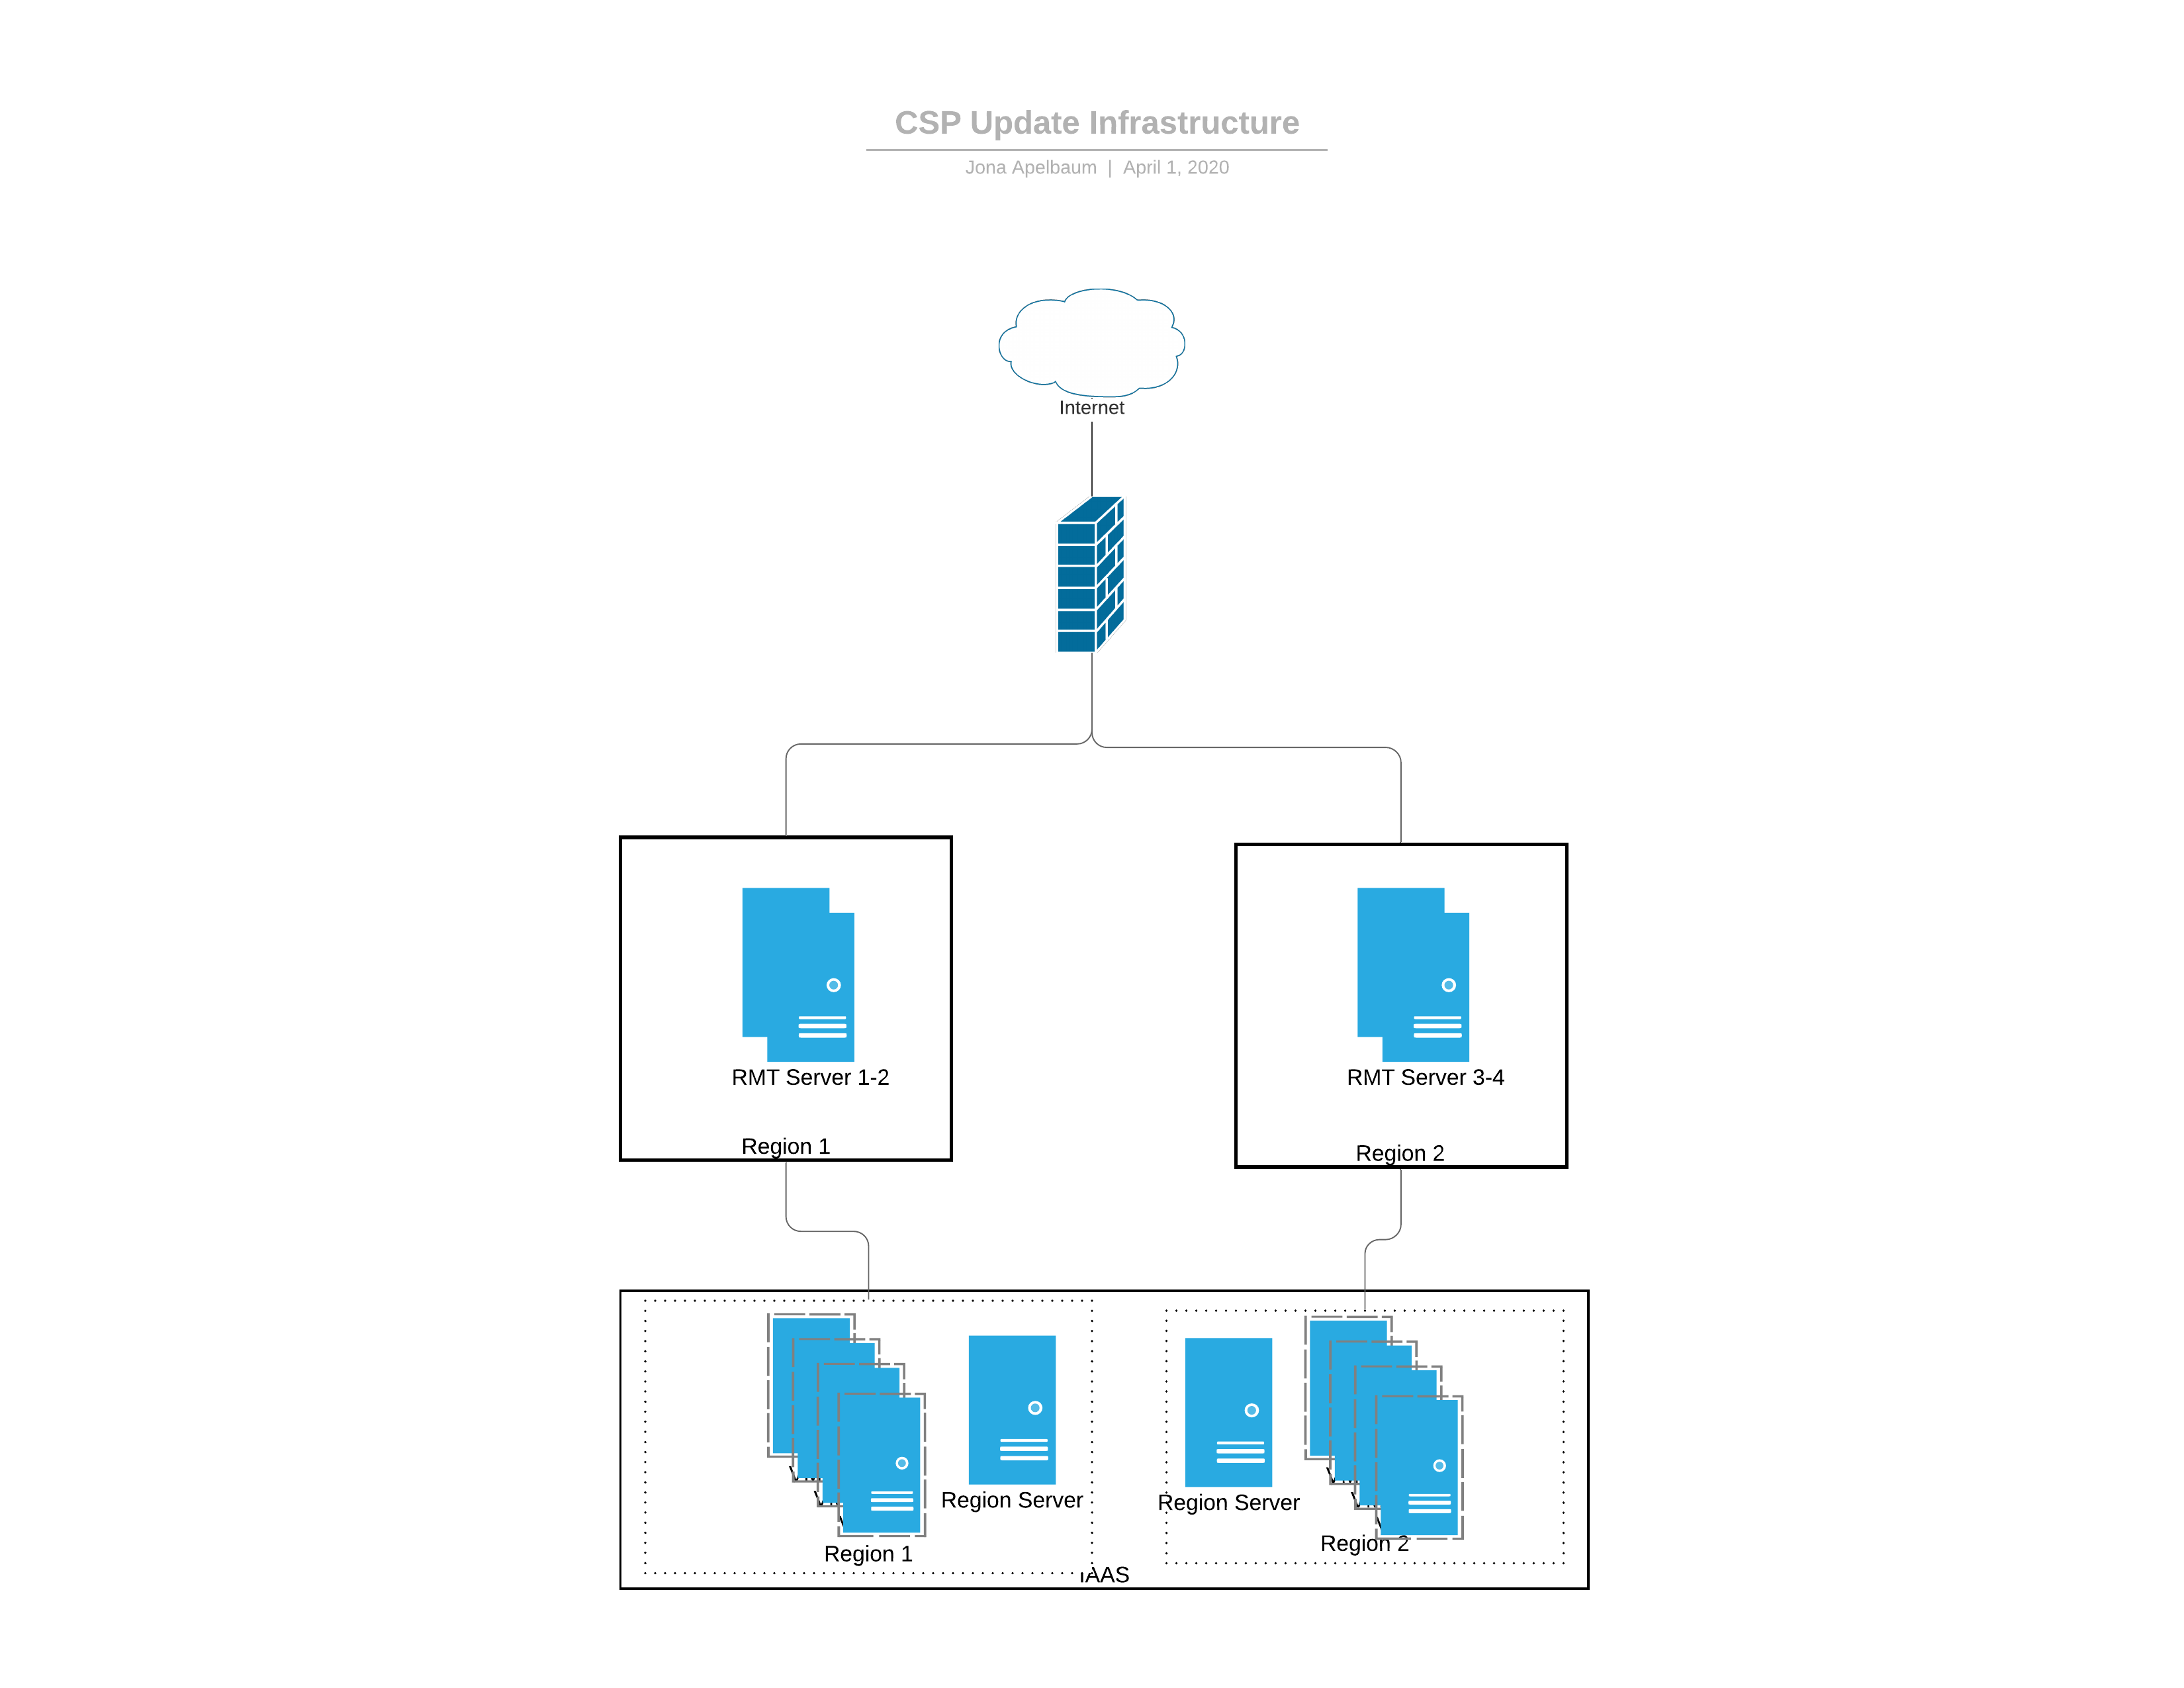 CSP Update Infrastructure
Jona Apelbaum | April 1, 2020
Internet
RMT Server 1-2
RMT Server 3-4
Region 1
Region 2
Region Server
Region Server
Region 1
Region 2
IAAS